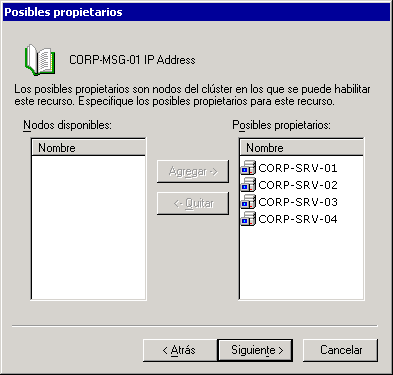 Posibles propietarios
CORP-MSG-01 IP Address
Los posibles propietarios son nodos del clúster en los que se puede habilitar
este recurso. Especifique los posibles propietarios para este recurso.
Nodos disponibles:
Posibles propietarios:
Nombre
Nombre
CORP-SRV-01
CORP-SRV-02
CORP-SRV-03
CORP-SRV-04
Agregar ->
<- Quitar
< Atrás
Siguiente >
Cancelar